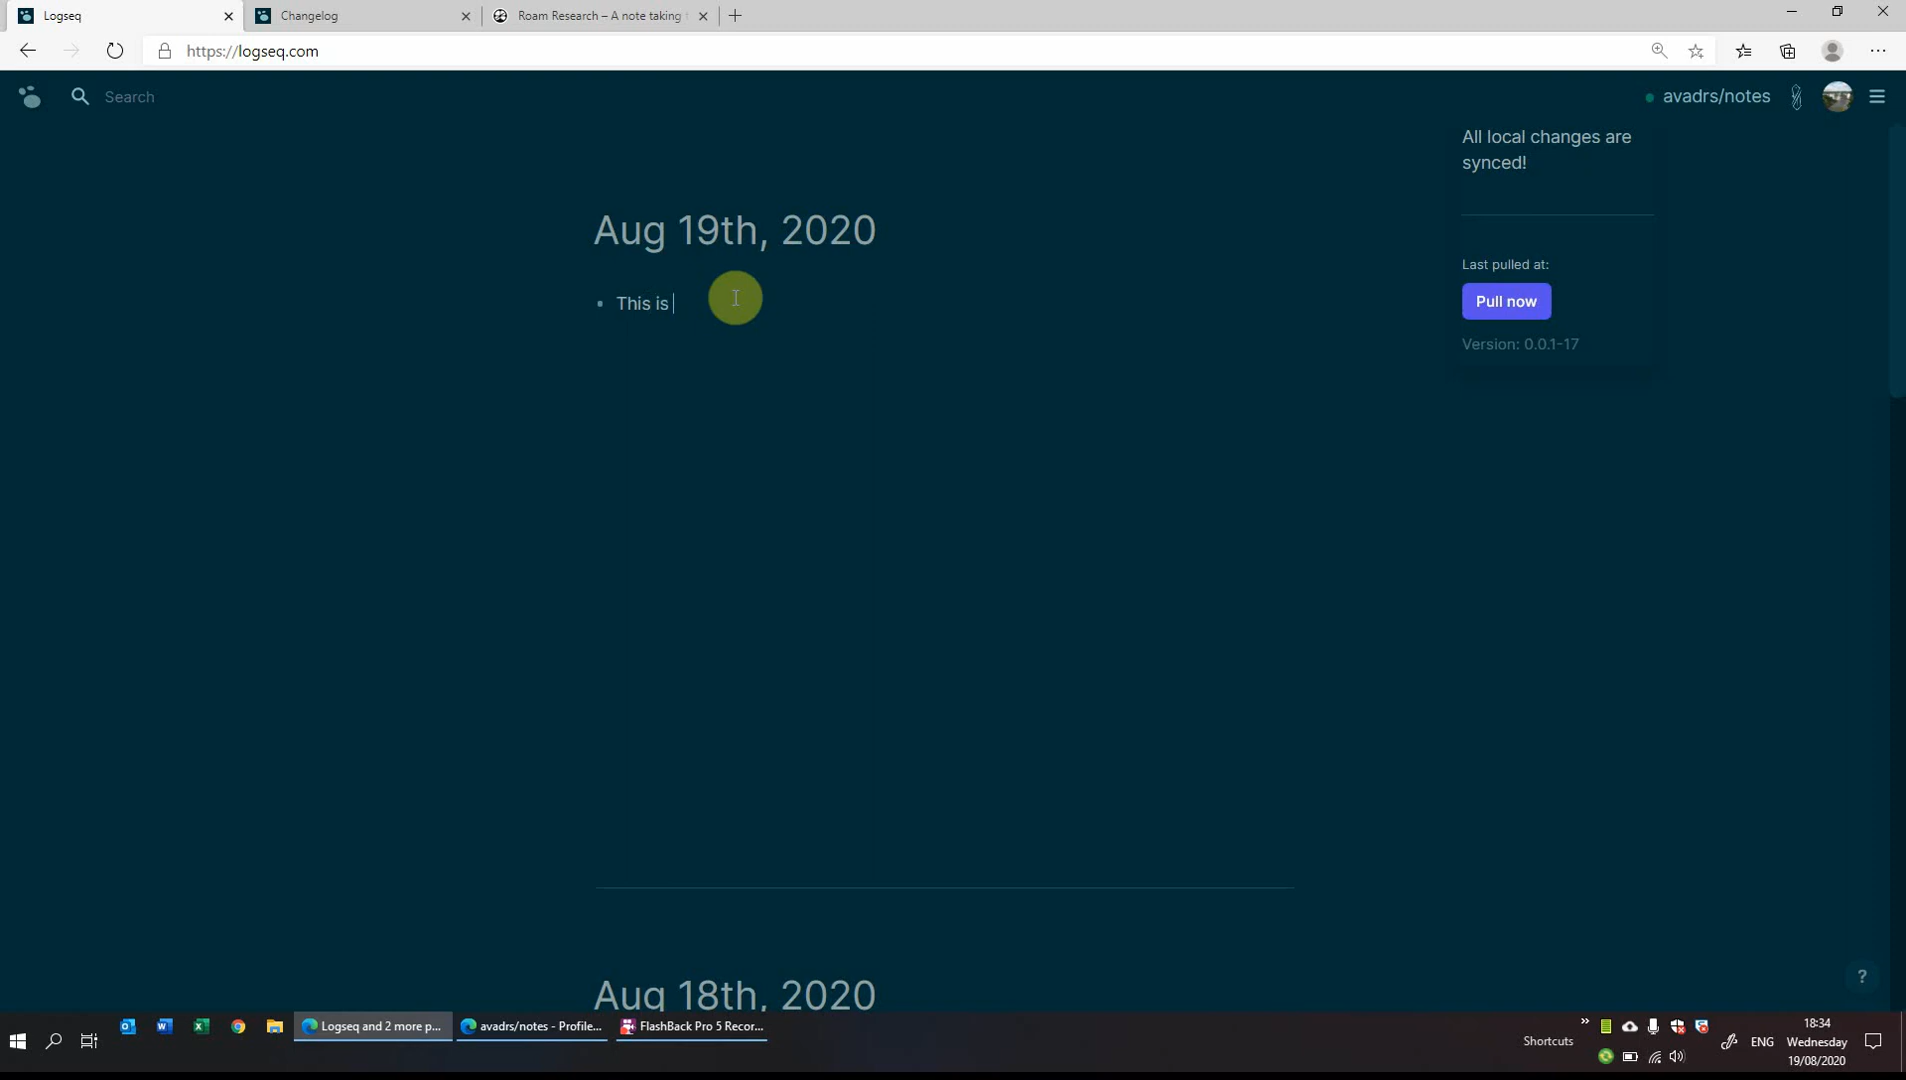 Logseq
Changelog
Roam Research – A note taking
https://logseq.com
Search
avadrs/notes
All local changes are
synced!
Aug 19th, 2020
Last pulled at:
This is
Pull now
Version: 0.0.1-17
Aug 18th, 2020
?
Logseq and 2 more p...
avadrs/notes - Profile...
FlashBack Pro 5 Recor...
Shortcuts
ENG
18:34
Wednesday
19/08/2020